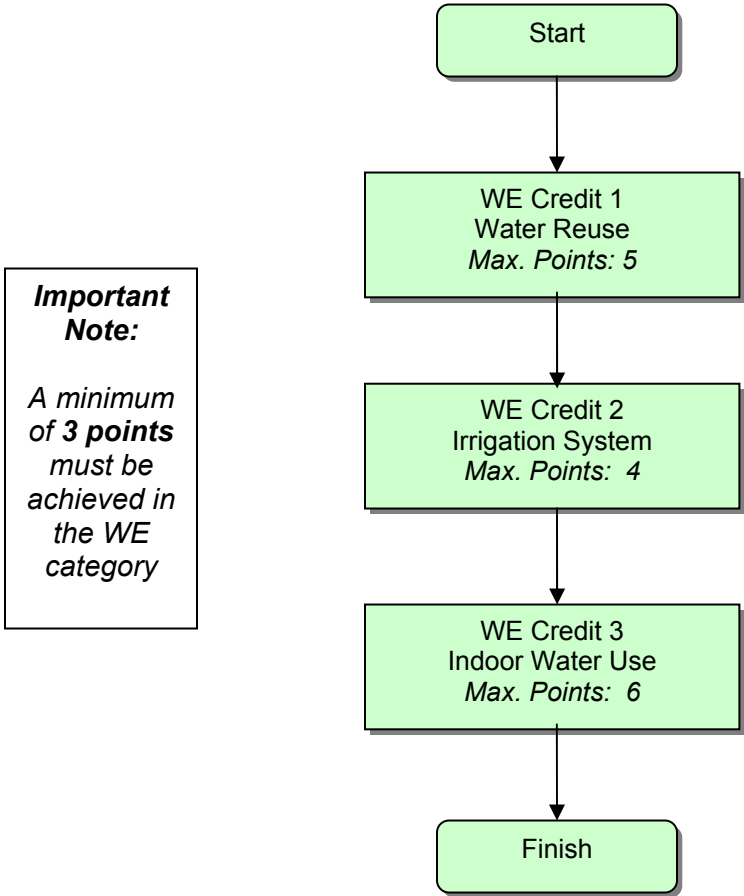 Start
WE Credit 1
Water Reuse
Max. Points: 5
Important
Note:
A minimum
of 3 points
must be
achieved in
the WE
category
WE Credit 2
Irrigation System
Max. Points: 4
WE Credit 3
Indoor Water Use
Max. Points: 6
Finish